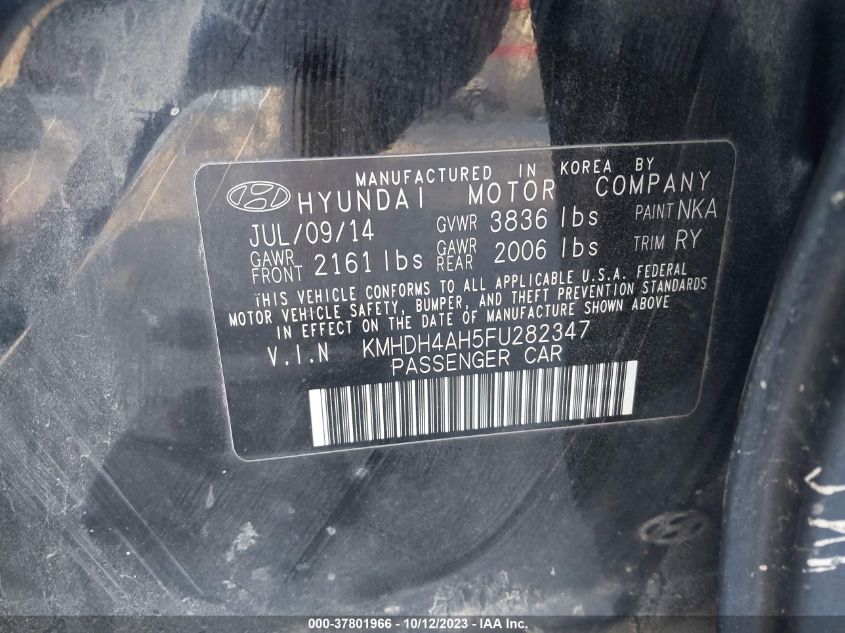 MANUFACTURED IN KOREA BY
HYUNDAI MOTOR COMPANY
JUL/09/14 GVWR 3836 lbs PAINT NKA
GAWR FRONT 2161 lbs GAWR REAR 2006 lbs TRIM RY
THIS VEHICLE CONFORMS TO ALL APPLICABLE U.S.A. FEDERAL
MOTOR VEHICLE SAFETY, BUMPER, AND THEFT PREVENTION STANDARDS
IN EFFECT ON THE DATE OF MANUFACTURE SHOWN ABOVE
V.I.N KMHDH4AH5FU282347
PASSENGER CAR
000-37801966 - 10/12/2023 - IAA Inc.